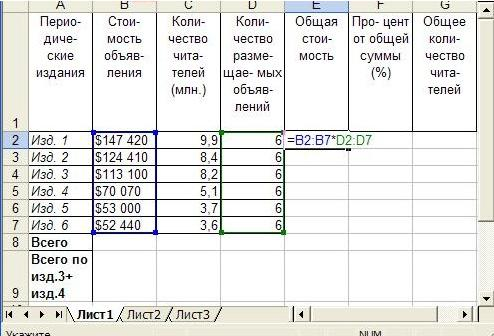 A B C D E F G
1 Перио- диче- ские издания Стои- мость объяв- ления Коли- чество чита- телей (млн.) Коли- чество разме- щае- мых объяв- лений Общая стои- мость Про- цент от общей суммы (%) Общее коли- чество чита- телей
2 Изд. 1 $147 420 9,9 6 =B2:B7*D2:D7
3 Изд. 2 $124 410 8,4 6
4 Изд. 3 $113 100 8,2 6
5 Изд. 4 $70 070 5,1 6
6 Изд. 5 $53 000 3,7 6
7 Изд. 6 $52 440 3,6 6
8 Всего
9 Всего по изд.3+ изд.4
Лист1 Лист2 Лист3
Укажите NUM